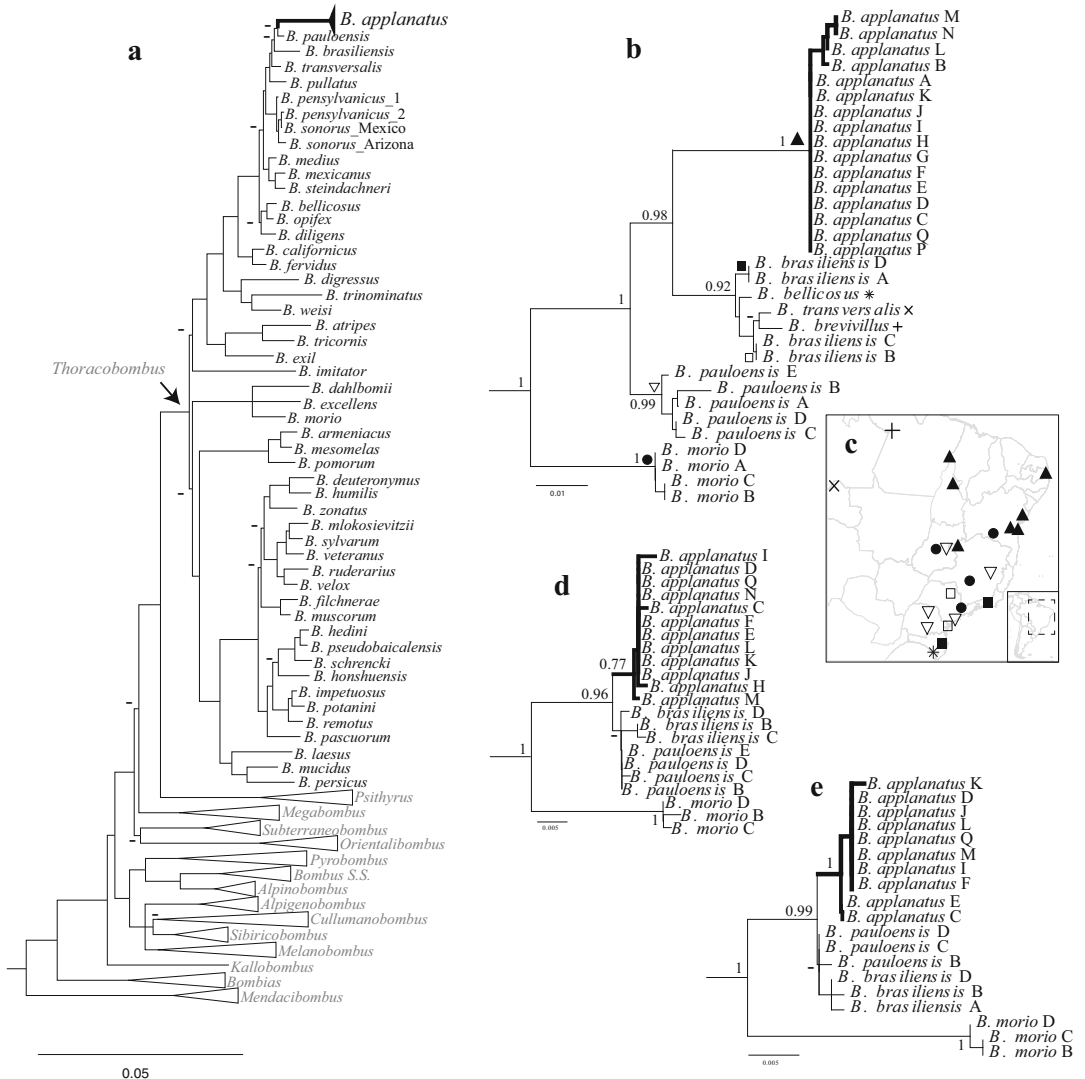 a
B. applanatus
B. pauloensis
B. brasiliensis
B. transversalis
B. pullatus
B. pensylvanicus_1
B. pensylvanicus_2
B. sonorus_Mexico
B. sonorus_Arizona
B. medius
B. mexicanus
B. steindachneri
B. bellicosus
B. opifex
B. diligens
B. californicus
B. fervidus
B. digressus
B. trinominatus
B. weisi
B. atripes
B. tricornis
B. exil
B. imitator
Thoracobombus
B. dahlbomii
B. excellens
B. morio
B. armeniacus
B. mesomelas
B. pomorum
B. deuteronymus
B. humilis
B. zonatus
B. mlokosievitzii
B. sylvarum
B. veteranus
B. ruderarius
B. velox
B. filchnerae
B. muscorum
B. hedini
B. pseudobaicalensis
B. schrencki
B. honshuensis
B. impetuosus
B. potanini
B. remotus
B. pascuorum
B. laesus
B. mucidus
B. persicus
Psithyrus
Megabombus
Subterraneobombus
Orientalibombus
Pyrobombus
Bombus S.S.
Alpinobombus
Alpigenobombus
Cullumanobombus
Sibiricobombus
Melanobombus
Kallobombus
Bombias
Mendacibombus
0.05
b
B. applanatus M
B. applanatus N
B. applanatus L
B. applanatus B
B. applanatus A
B. applanatus K
B. applanatus J
B. applanatus I
B. applanatus H
B. applanatus G
B. applanatus F
B. applanatus E
B. applanatus D
B. applanatus C
B. applanatus Q
B. applanatus P
B. brasiliensis D
B. brasiliensis A
B. bellicosus *
B. transversalis ×
B. brevivillus +
B. brasiliensis C
B. brasiliensis B
B. pauloensis E
B. pauloensis B
B. pauloensis A
B. pauloensis D
B. pauloensis C
B. morio D
B. morio A
B. morio C
B. morio B
1
0.98
0.92
1
0.99
1
1
0.01
c
d
B. applanatus I
B. applanatus D
B. applanatus Q
B. applanatus N
B. applanatus C
B. applanatus F
B. applanatus E
B. applanatus L
B. applanatus K
B. applanatus J
B. applanatus H
B. applanatus M
B. brasiliensis D
B. brasiliensis B
B. brasiliensis C
B. pauloensis E
B. pauloensis D
B. pauloensis C
B. pauloensis B
B. morio D
B. morio B
B. morio C
0.77
0.96
1
1
0.005
e
B. applanatus K
B. applanatus D
B. applanatus J
B. applanatus L
B. applanatus Q
B. applanatus M
B. applanatus I
B. applanatus F
B. applanatus E
B. applanatus C
B. pauloensis D
B. pauloensis C
B. pauloensis B
B. brasiliensis D
B. brasiliensis B
B. brasiliensis A
B. morio D
B. morio C
B. morio B
1
0.99
1
1
0.005